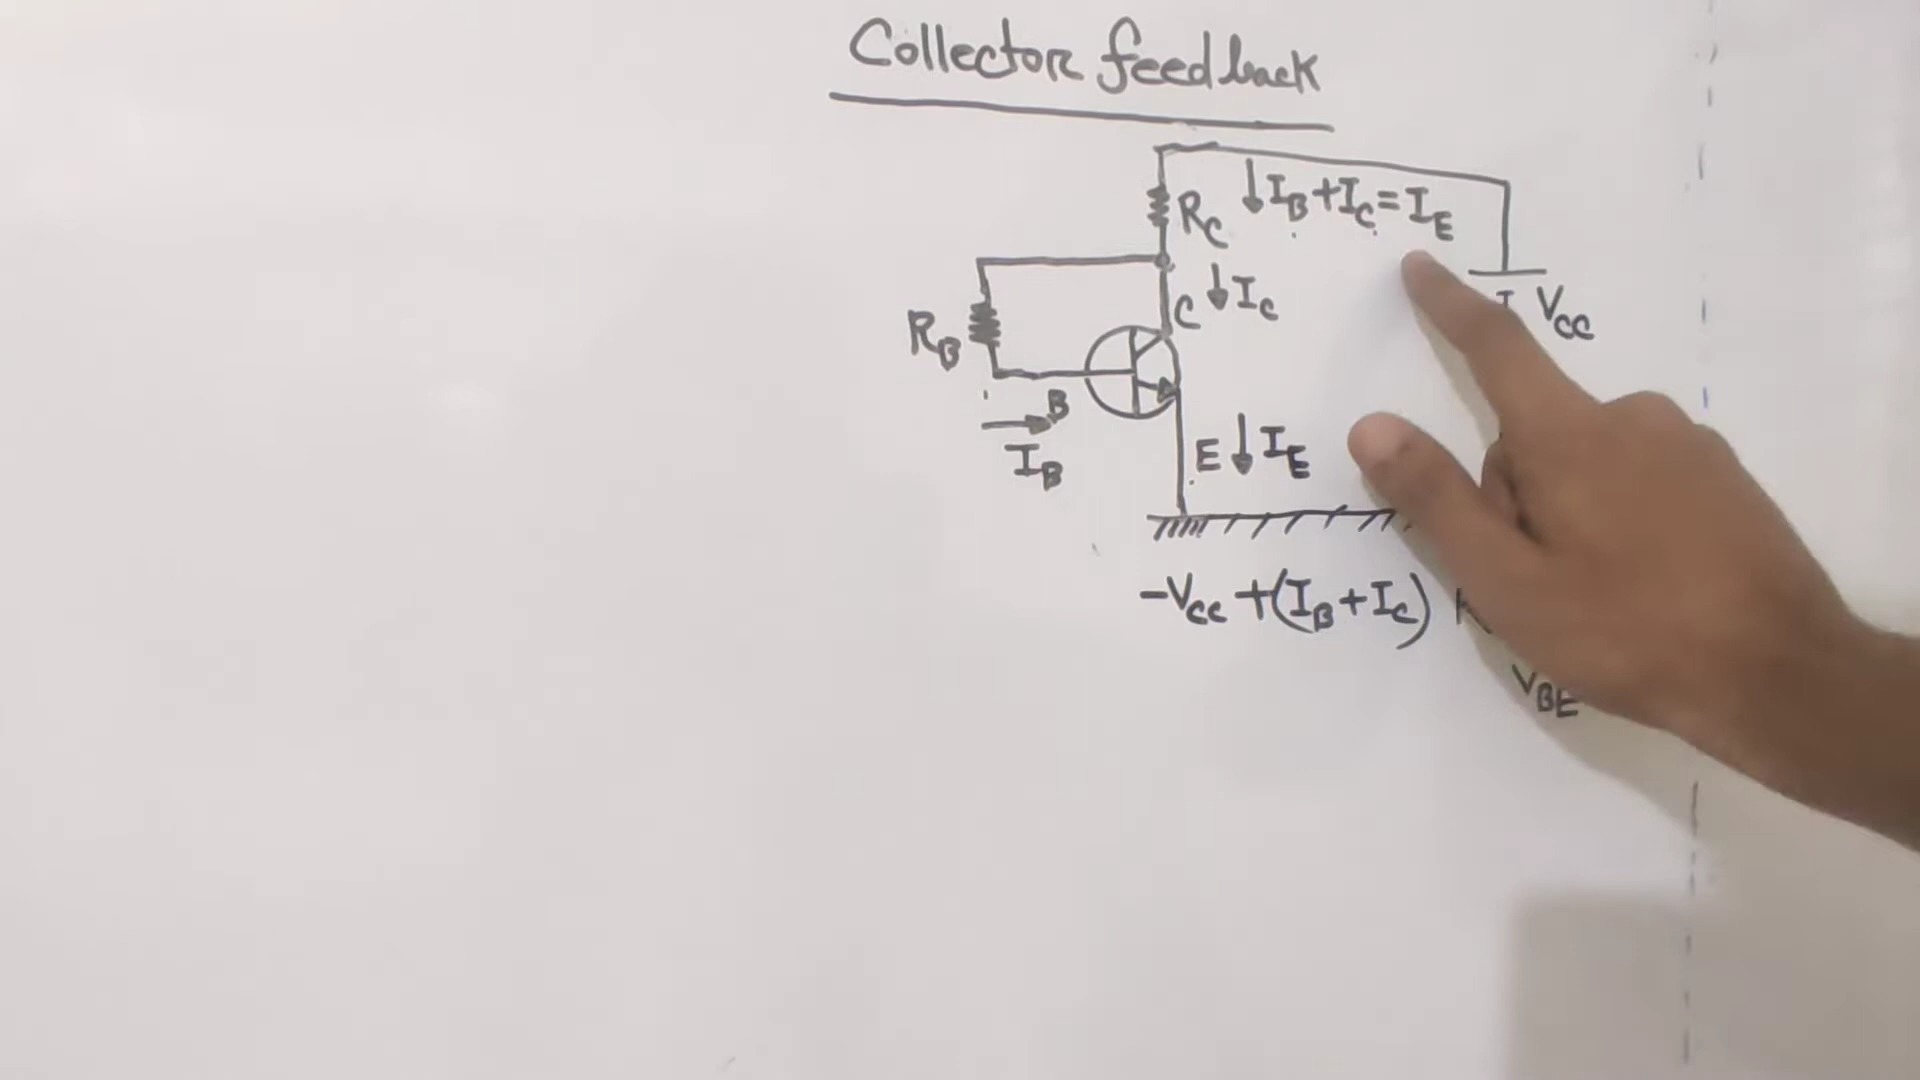 Collector feedback
↓ I_B + I_C = I_E
R_C
C ↓ I_C
V_CC
R_B
B
I_B
E ↓ I_E
-V_CC + (I_B + I_C)
V_BE